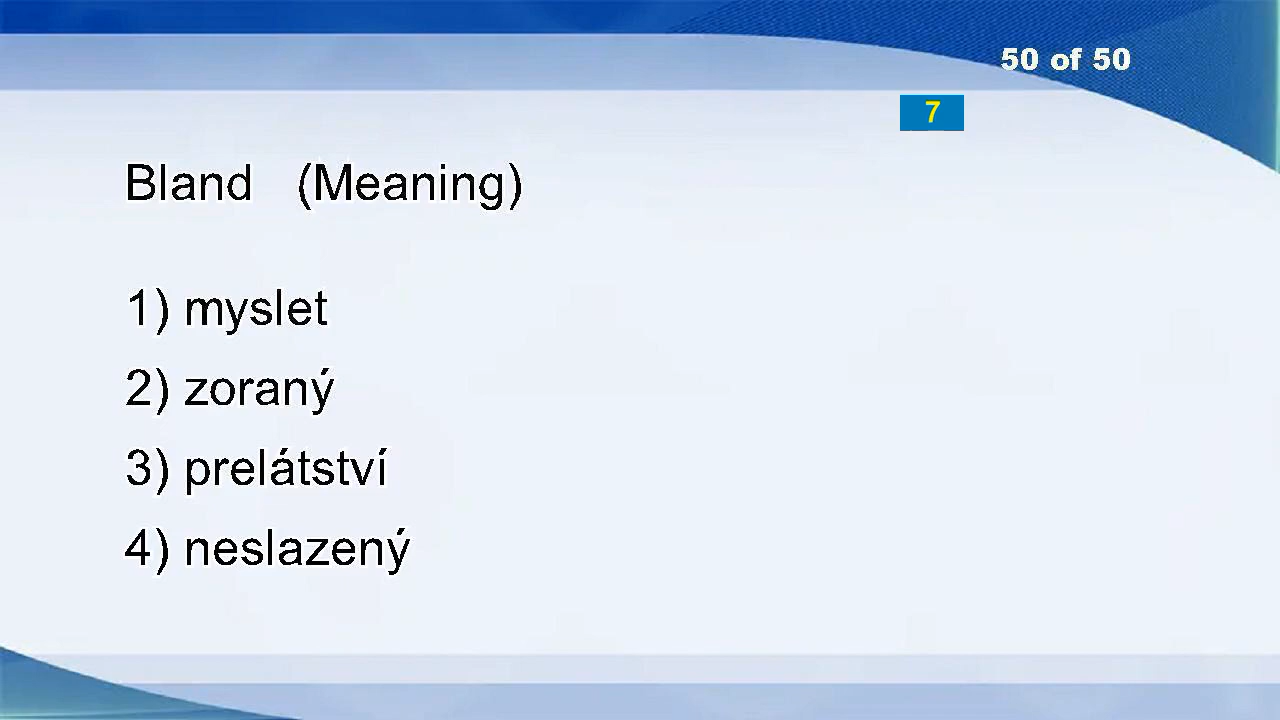 50 of 50
7
Bland (Meaning)
1) myslet
2) zoraný
3) prelátství
4) neslazený